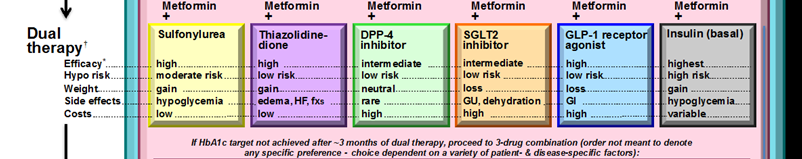 Metformin + Metformin + Metformin + Metformin + Metformin + Metformin +
Dual therapy†
Sulfonylurea Thiazolidine-dione DPP-4 inhibitor SGLT2 inhibitor GLP-1 receptor agonist Insulin (basal)
Efficacy* high high intermediate intermediate high highest
Hypo risk moderate risk low risk low risk low risk low risk high risk
Weight gain gain neutral loss loss gain
Side effects hypoglycemia edema, HF, fxs rare GU, dehydration GI hypoglycemia
Costs low low high high high variable
If HbA1c target not achieved after ~3 months of dual therapy, proceed to 3-drug combination (order not meant to denote
any specific preference - choice dependent on a variety of patient- & disease-specific factors):